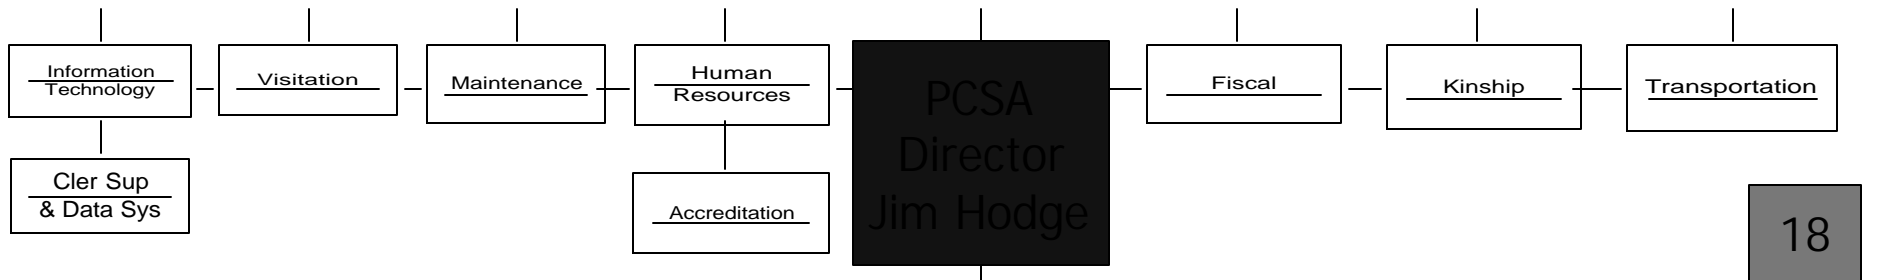 Information
Technology
Visitation
Maintenance
Human
Resources
PCSA
Director
Jim Hodge
Fiscal
Kinship
Transportation
Cler Sup
& Data Sys
Accreditation
18